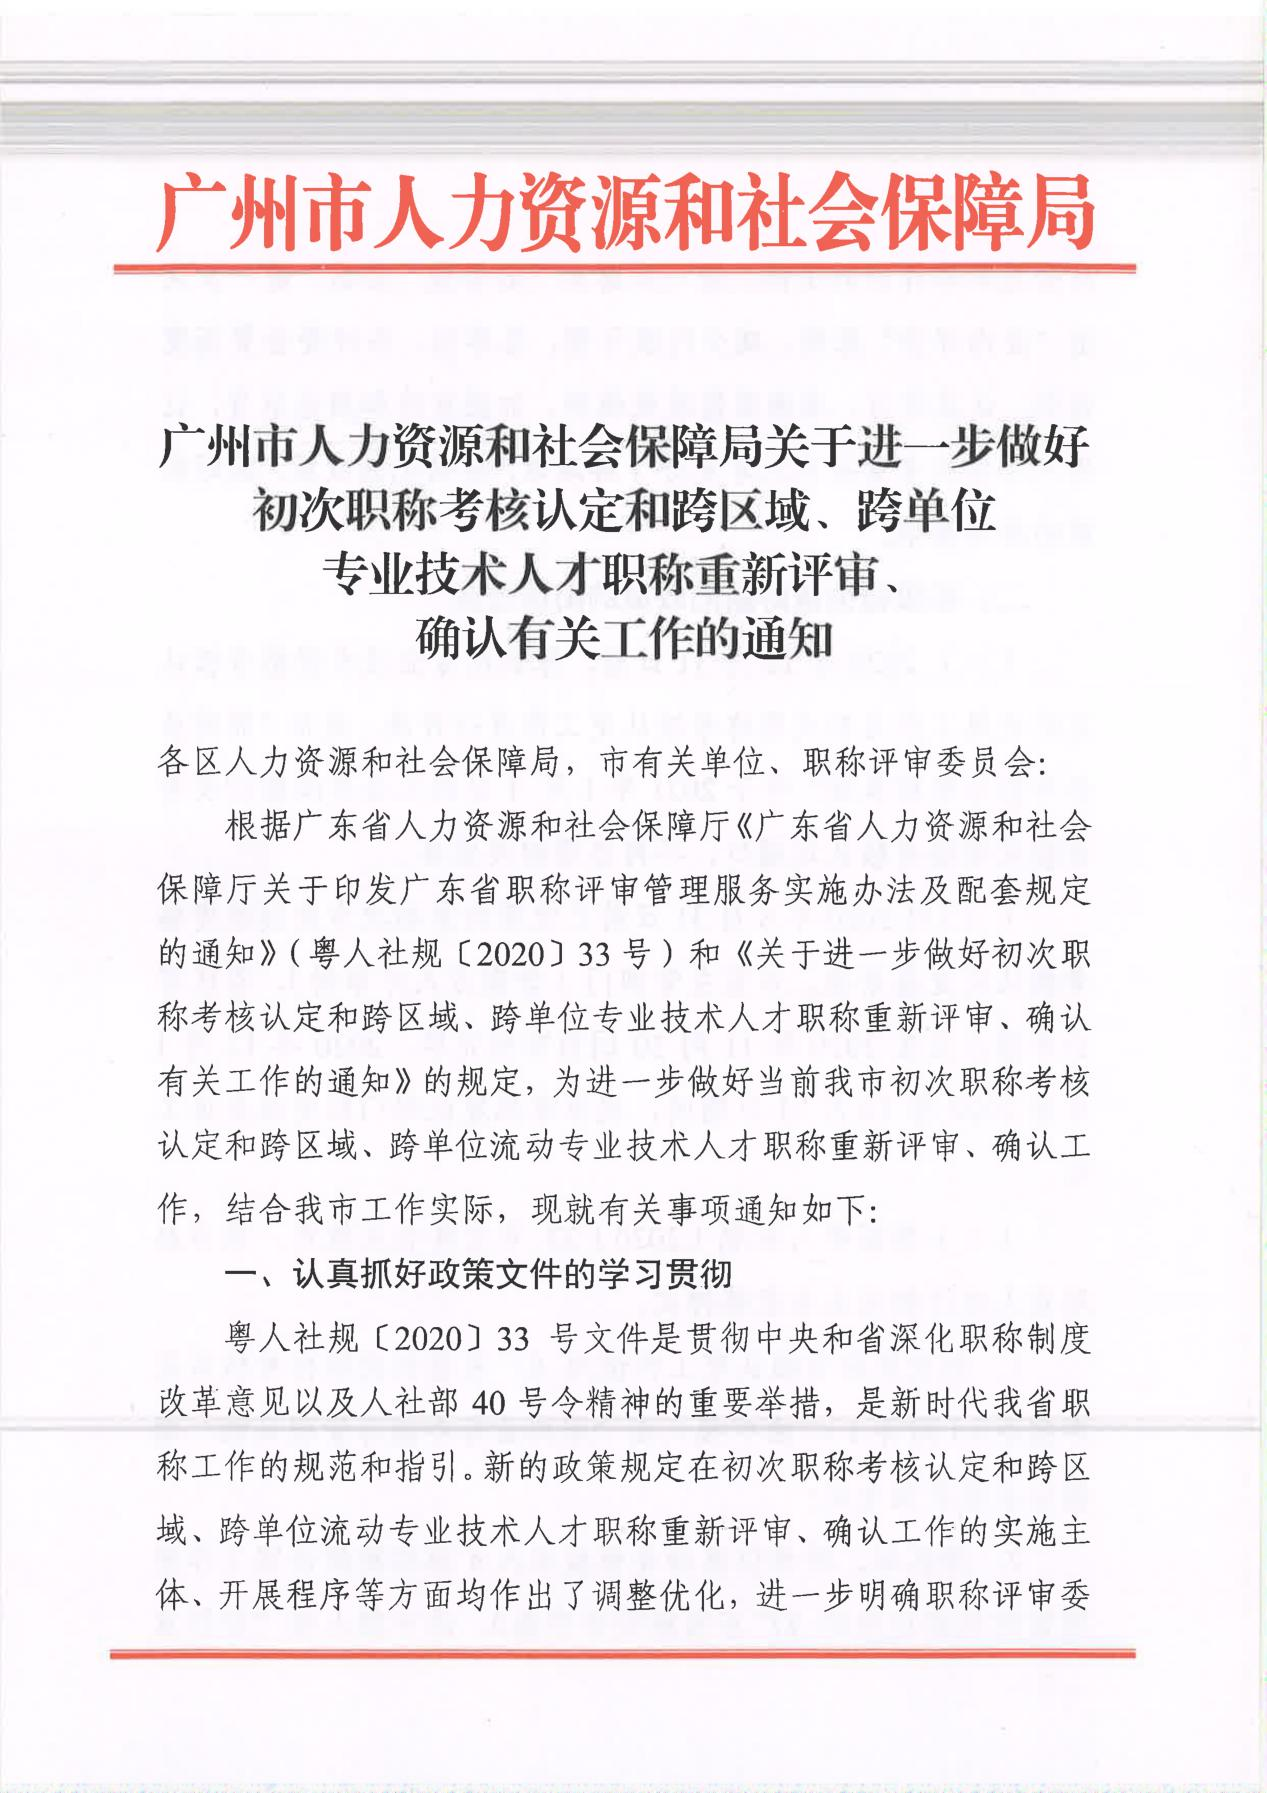 广州市人力资源和社会保障局
广州市人力资源和社会保障局关于进一步做好
初次职称考核认定和跨区域、跨单位
专业技术人才职称重新评审、
确认有关工作的通知
各区人力资源和社会保障局，市有关单位、职称评审委员会：
根据广东省人力资源和社会保障厅《广东省人力资源和社会
保障厅关于印发广东省职称评审管理服务实施办法及配套规定
的通知》（粤人社规〔2020〕33 号）和《关于进一步做好初次职
称考核认定和跨区域、跨单位专业技术人才职称重新评审、确认
有关工作的通知》的规定，为进一步做好当前我市初次职称考核
认定和跨区域、跨单位流动专业技术人才职称重新评审、确认工
作，结合我市工作实际，现就有关事项通知如下：
一、认真抓好政策文件的学习贯彻
粤人社规〔2020〕33 号文件是贯彻中央和省深化职称制度
改革意见以及人社部 40 号令精神的重要举措，是新时代我省职
称工作的规范和指引。新的政策规定在初次职称考核认定和跨区
域、跨单位流动专业技术人才职称重新评审、确认工作的实施主
体、开展程序等方面均作出了调整优化，进一步明确职称评审委